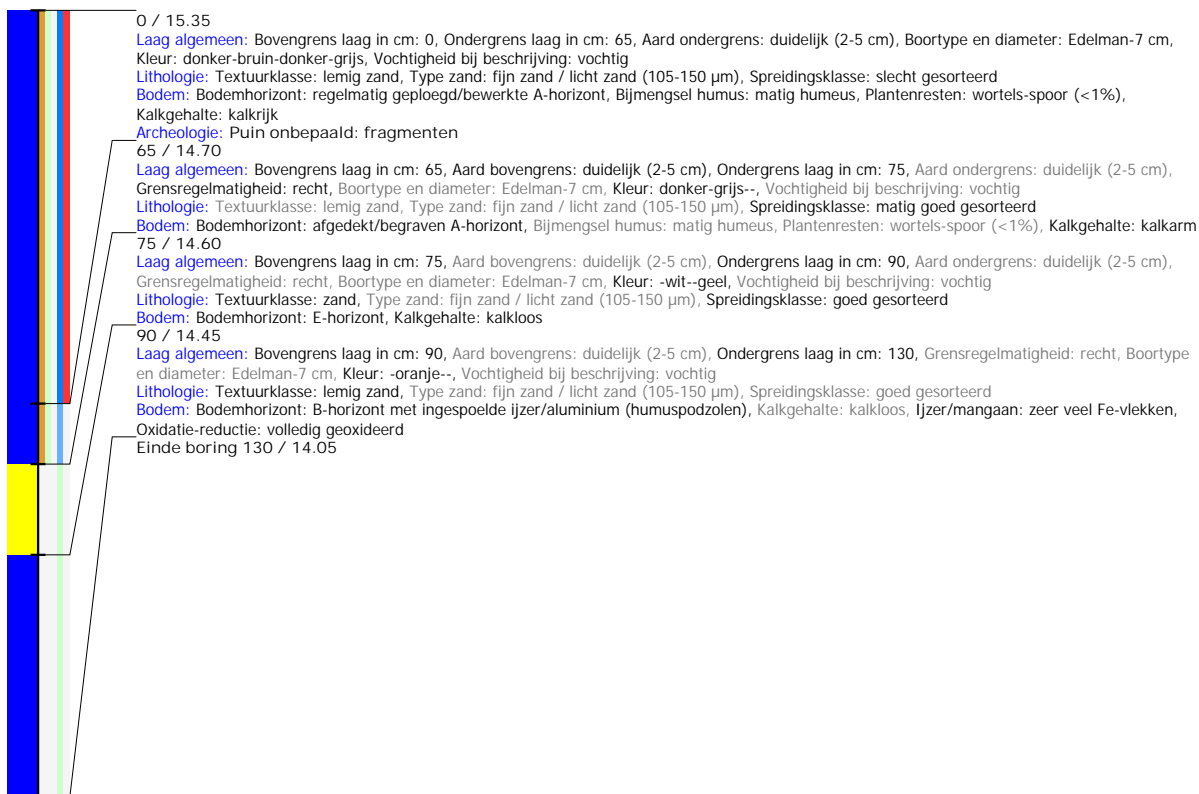 0 / 15.35
Laag algemeen: Bovengrens laag in cm: 0, Ondergrens laag in cm: 65, Aard ondergrens: duidelijk (2-5 cm), Boortype en diameter: Edelman-7 cm,
Kleur: donker-bruin-donker-grijs, Vochtigheid bij beschrijving: vochtig
Lithologie: Textuurklasse: lemig zand, Type zand: fijn zand / licht zand (105-150 µm), Spreidingsklasse: slecht gesorteerd
Bodem: Bodemhorizont: regelmatig geploegd/bewerkte A-horizont, Bijmengsel humus: matig humeus, Plantenresten: wortels-spoor (<1%),
Kalkgehalte: kalkrijk
Archeologie: Puin onbepaald: fragmenten
65 / 14.70
Laag algemeen: Bovengrens laag in cm: 65, Aard bovengrens: duidelijk (2-5 cm), Ondergrens laag in cm: 75, Aard ondergrens: duidelijk (2-5 cm),
Grensregelmatigheid: recht, Boortype en diameter: Edelman-7 cm, Kleur: donker-grijs--, Vochtigheid bij beschrijving: vochtig
Lithologie: Textuurklasse: lemig zand, Type zand: fijn zand / licht zand (105-150 µm), Spreidingsklasse: matig goed gesorteerd
Bodem: Bodemhorizont: afgedekt/begraven A-horizont, Bijmengsel humus: matig humeus, Plantenresten: wortels-spoor (<1%), Kalkgehalte: kalkarm
75 / 14.60
Laag algemeen: Bovengrens laag in cm: 75, Aard bovengrens: duidelijk (2-5 cm), Ondergrens laag in cm: 90, Aard ondergrens: duidelijk (2-5 cm),
Grensregelmatigheid: recht, Boortype en diameter: Edelman-7 cm, Kleur: -wit--geel, Vochtigheid bij beschrijving: vochtig
Lithologie: Textuurklasse: zand, Type zand: fijn zand / licht zand (105-150 µm), Spreidingsklasse: goed gesorteerd
Bodem: Bodemhorizont: E-horizont, Kalkgehalte: kalkloos
90 / 14.45
Laag algemeen: Bovengrens laag in cm: 90, Aard bovengrens: duidelijk (2-5 cm), Ondergrens laag in cm: 130, Grensregelmatigheid: recht, Boortype
en diameter: Edelman-7 cm, Kleur: -oranje--, Vochtigheid bij beschrijving: vochtig
Lithologie: Textuurklasse: lemig zand, Type zand: fijn zand / licht zand (105-150 µm), Spreidingsklasse: goed gesorteerd
Bodem: Bodemhorizont: B-horizont met ingespoelde ijzer/aluminium (humuspodzolen), Kalkgehalte: kalkloos, Ijzer/mangaan: zeer veel Fe-vlekken,
Oxidatie-reductie: volledig geoxideerd
Einde boring 130 / 14.05